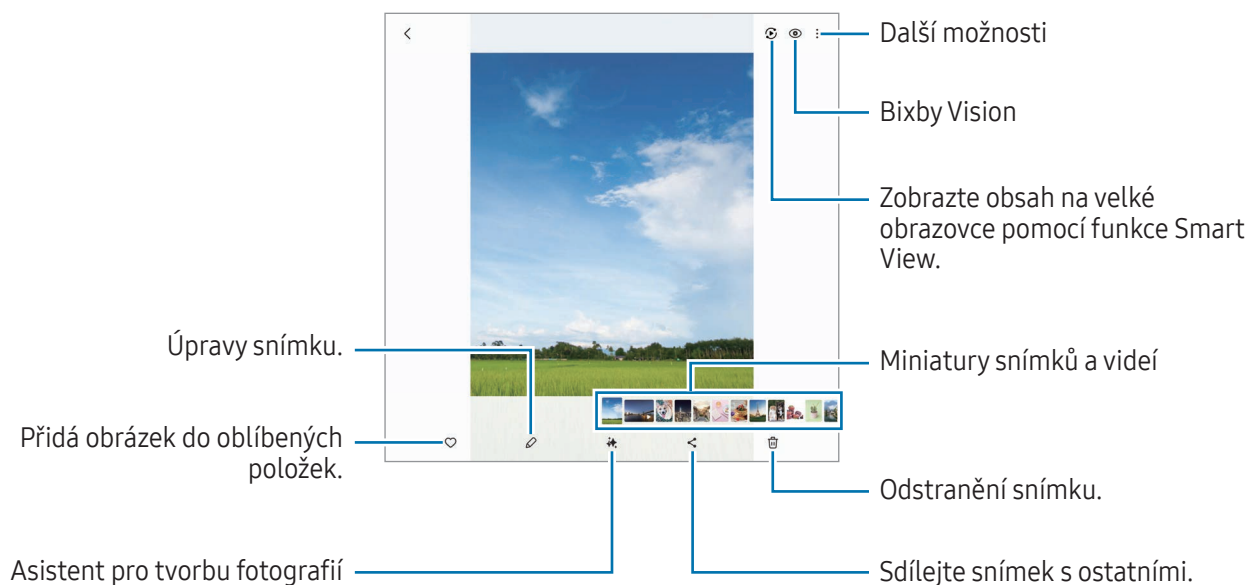 Další možnosti
Bixby Vision
Zobrazte obsah na velké
obrazovce pomocí funkce Smart
View.
Úpravy snímku.
Miniatury snímků a videí
Přidá obrázek do oblíbených
položek.
Odstranění snímku.
Asistent pro tvorbu fotografií
Sdílejte snímek s ostatními.